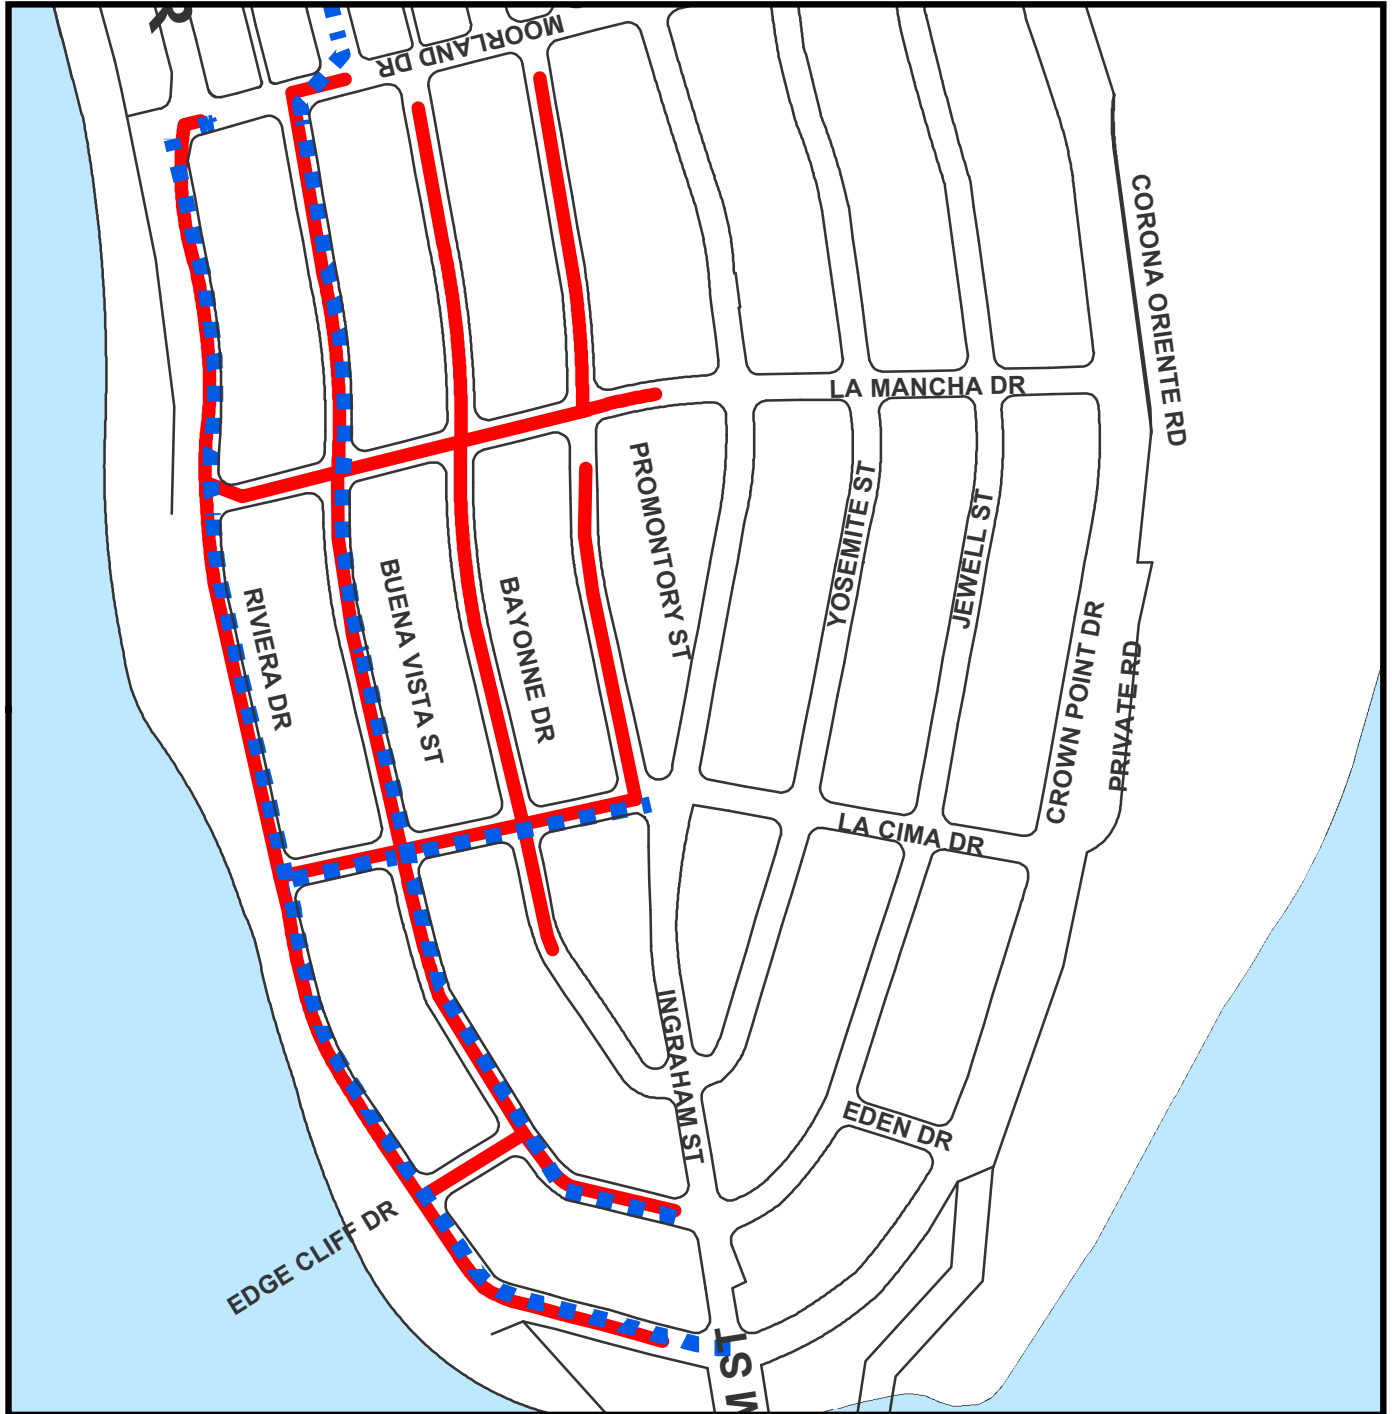 MOORLAND DR
CORONA ORIENTE RD
LA MANCHA DR
PROMONTORY ST
YOSEMITE ST
JEWELL ST
BUENA VISTA ST
BAYONNE DR
RIVIERA DR
CROWN POINT DR
PRIVATE RD
LA CIMA DR
INGRAHAM ST
EDEN DR
EDGE CLIFF DR